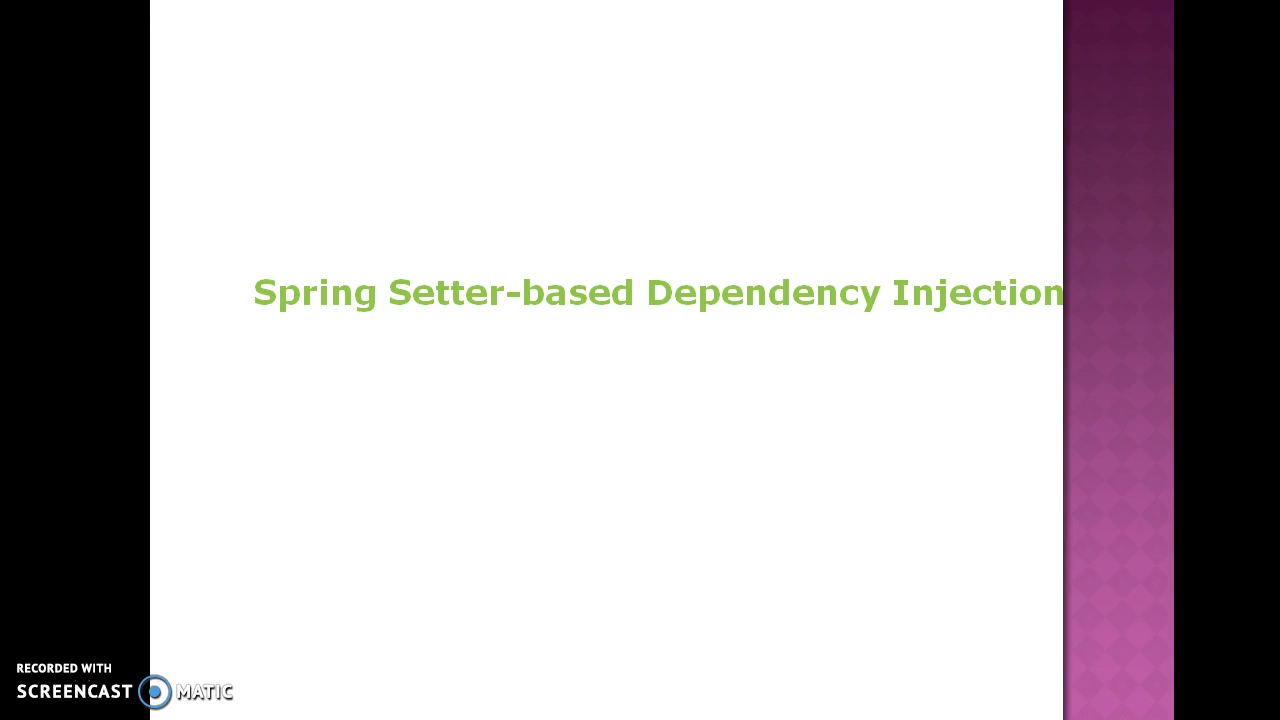 Spring Setter-based Dependency Injection
RECORDED WITH
SCREENCAST MATIC